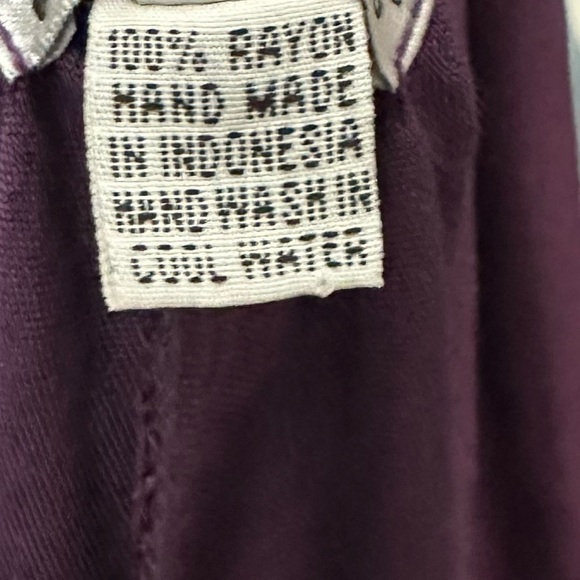 100% RAYON
HAND MADE
IN INDONESIA
HAND WASH IN
COOL WATER